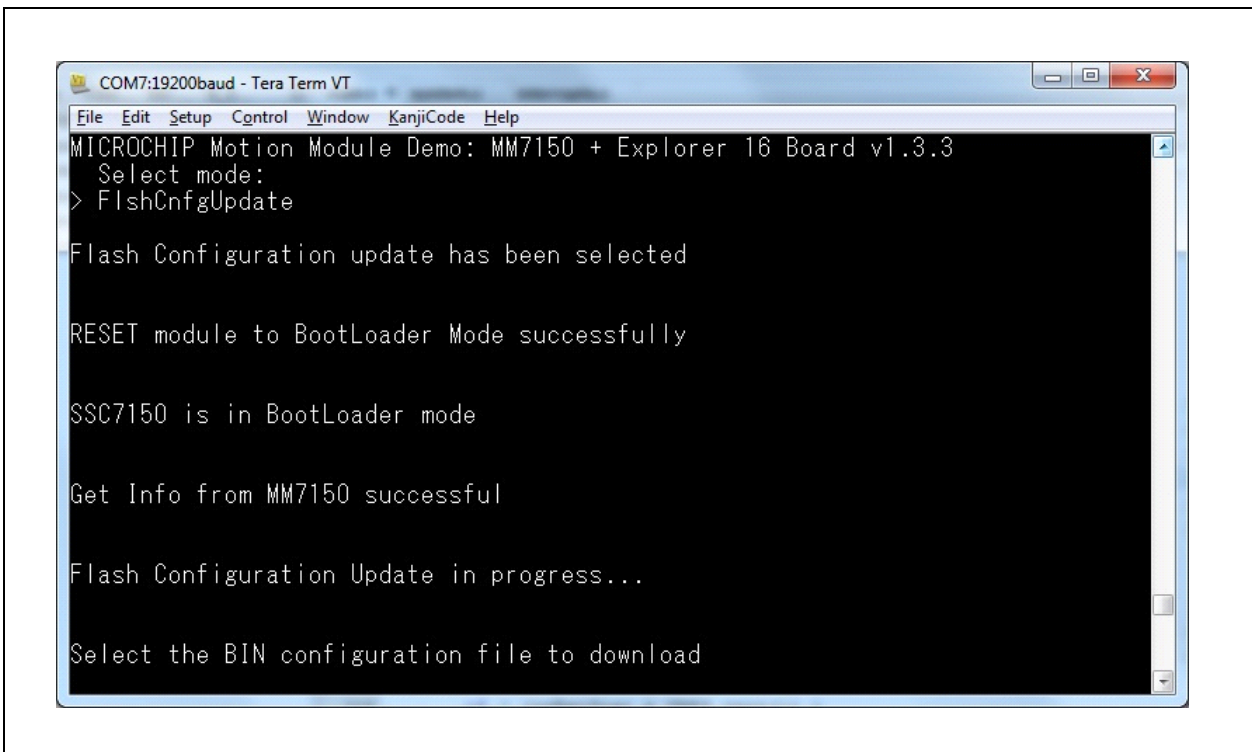 COM7:19200baud - Tera Term VT
File Edit Setup Control Window KanjiCode Help
MICROCHIP Motion Module Demo: MM7150 + Explorer 16 Board v1.3.3
Select mode:
> FlshCnfgUpdate
Flash Configuration update has been selected
RESET module to BootLoader Mode successfully
SSC7150 is in BootLoader mode
Get Info from MM7150 successful
Flash Configuration Update in progress...
Select the BIN configuration file to download